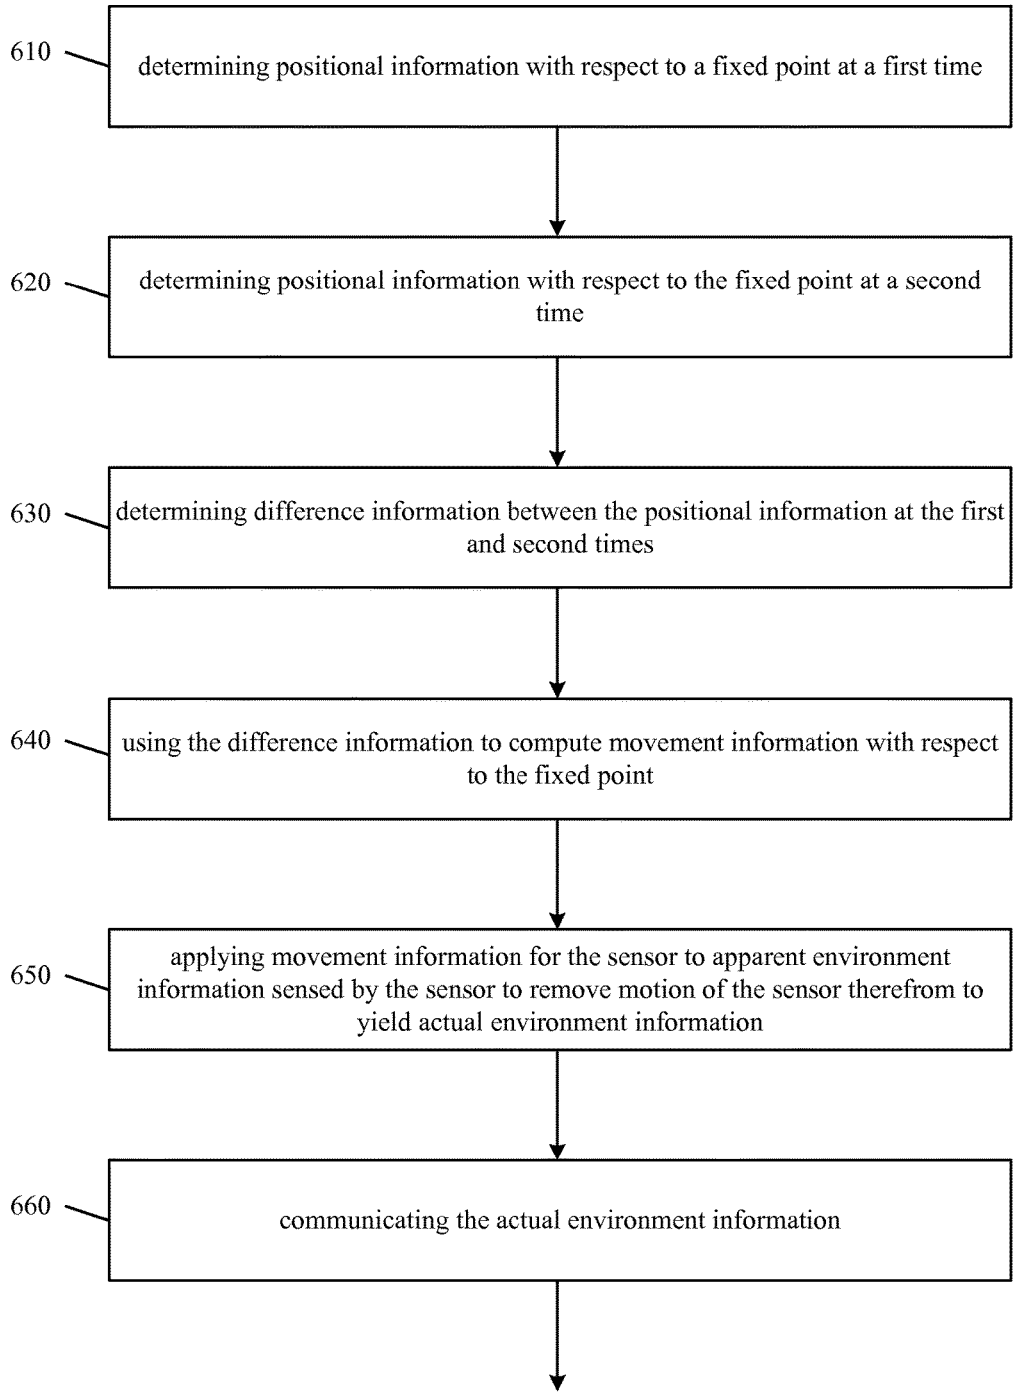 610
determining positional information with respect to a fixed point at a first time
620
determining positional information with respect to the fixed point at a second
time
630
determining difference information between the positional information at the first
and second times
640
using the difference information to compute movement information with respect
to the fixed point
650
applying movement information for the sensor to apparent environment
information sensed by the sensor to remove motion of the sensor therefrom to
yield actual environment information
660
communicating the actual environment information